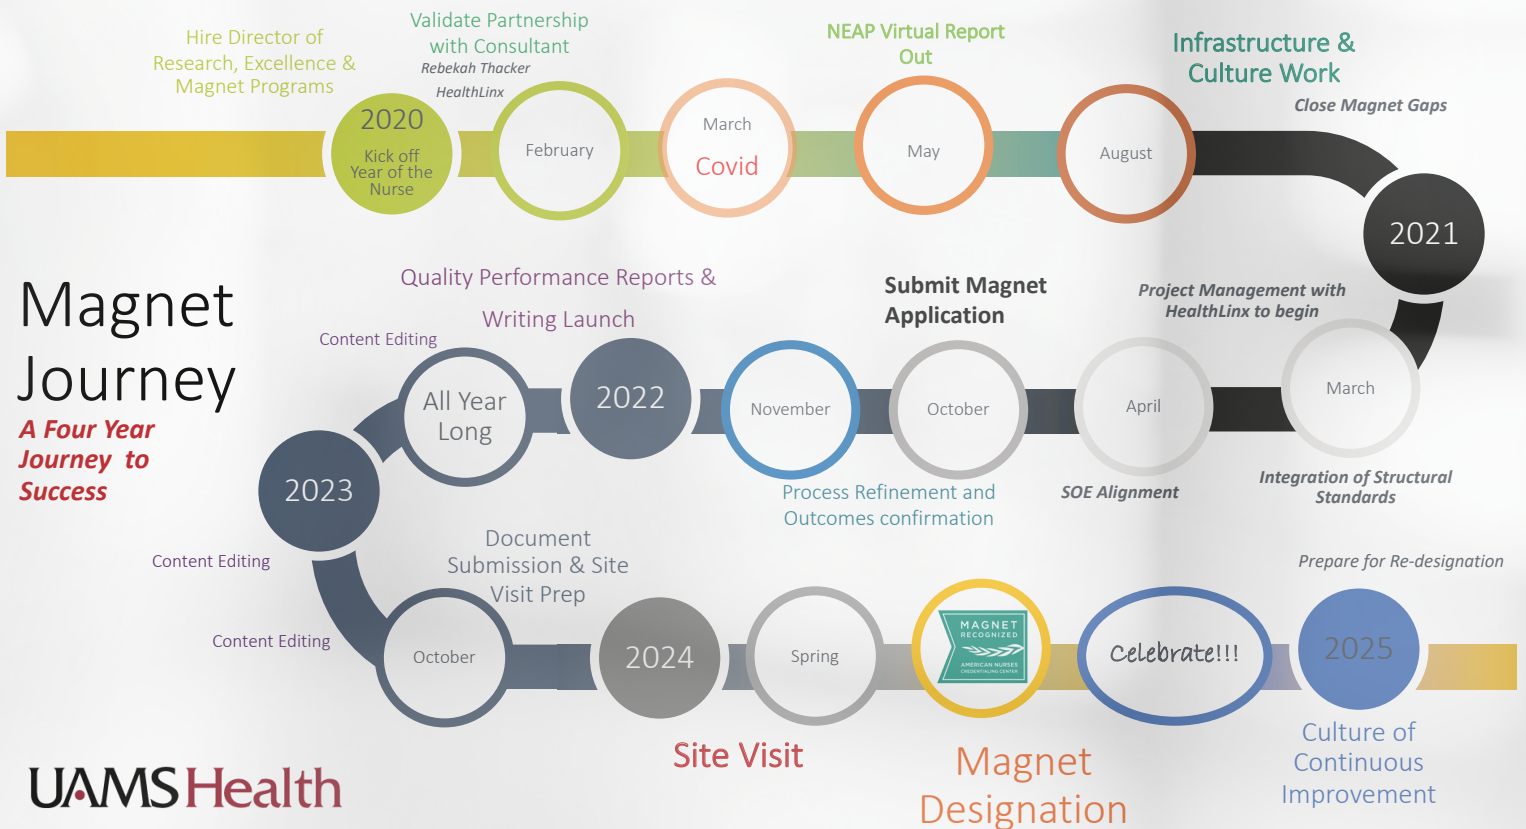 Hire Director of
Research, Excellence &
Magnet Programs
2020
Kick off
Year of the
Nurse
Validate Partnership
with Consultant
Rebekah Thacker
HealthLinx
February
March
Covid
NEAP Virtual Report
Out
May
August
Infrastructure &
Culture Work
Close Magnet Gaps
2021
Magnet
Journey
A Four Year
Journey to
Success
Project Management with
HealthLinx to begin
March
Integration of Structural
Standards
April
SOE Alignment
Submit Magnet
Application
October
November
Process Refinement and
Outcomes confirmation
Quality Performance Reports &
Writing Launch
2022
Content Editing
All Year
Long
2023
Content Editing
Content Editing
October
Document
Submission & Site
Visit Prep
2024
Spring
Site Visit
MAGNET
RECOGNIZED
AMERICAN NURSES
CREDENTIALING CENTER
Magnet
Designation
Celebrate!!!
Prepare for Re-designation
2025
Culture of
Continuous
Improvement
UAMS Health